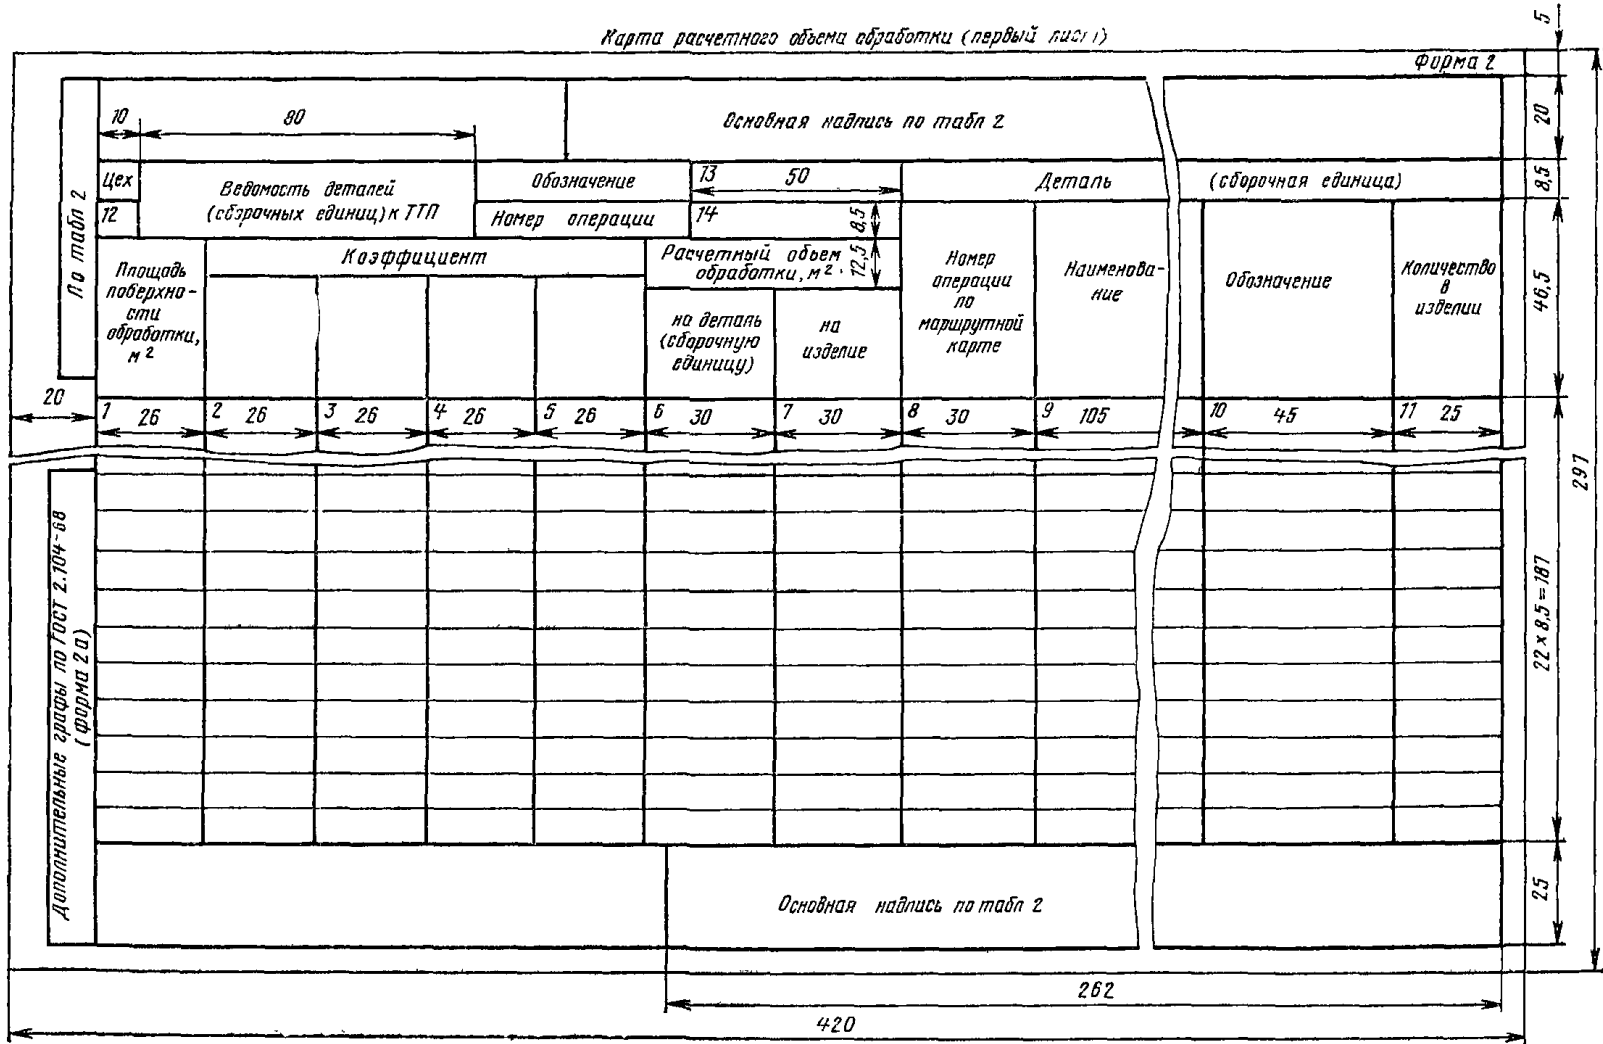 Карта расчетного объема обработки (первый лист)
5
Форма 2
10
80
Основная надпись по табл 2
20
По табл 2
Цех
Ведомость деталей
(сборочных единиц) к ТТП
Обозначение
13
50
Деталь
(сборочная единица)
8,5
12
Номер операции
14
8,5
Площадь
поверхно-
сти
обработки,
м2
Коэффициент
Расчетный объем
обработки, м2
12,5
на деталь
(сборочную
единицу)
на
изделие
Номер
операции
по
маршрутной
карте
Наименова-
ние
Обозначение
Количество
в
изделии
46,5
20
1 26
2 26
3 26
4 26
5 26
6 30
7 30
8 30
9 105
10 45
11 25
297
Дополнительные графы по ГОСТ 2.104-68
(форма 2а)
22 × 8,5 = 187
Основная надпись по табл 2
25
262
420